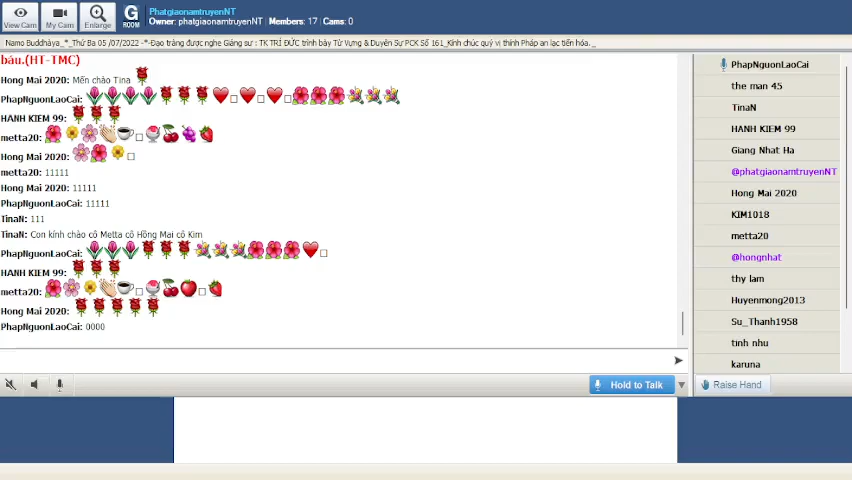 View Cam
My Cam
Enlarge
G
ROOM
PhatgiaonamtruyenNT
Owner: phatgiaonamtruyenNT | Members: 17 | Cams: 0
Namo Buddhàya_*_Thứ Ba 05 /07/2022 -*-Đạo tràng được nghe Giảng sư : TK TRÍ ĐỨC trình bày Từ Vựng & Duyên Sự PCK Số 161_Kính chúc quý vị thính Pháp an lạc tiến hóa._
báu.(HT-TMC)
Hong Mai 2020: Mến chào Tina
PhapNguonLaoCai:
HANH KIEM 99:
metta20:
Hong Mai 2020:
metta20: 11111
Hong Mai 2020: 11111
PhapNguonLaoCai: 11111
TinaN: 111
TinaN: Con kính chào cô Metta cô Hồng Mai cô Kim
PhapNguonLaoCai:
HANH KIEM 99:
metta20:
Hong Mai 2020:
PhapNguonLaoCai: 0000
Hold to Talk
PhapNguonLaoCai
the man 45
TinaN
HANH KIEM 99
Giang Nhat Ha
@phatgiaonamtruyenNT
Hong Mai 2020
KIM1018
metta20
@hongnhat
thy lam
Huyenmong2013
Su_Thanh1958
tinh nhu
karuna
Raise Hand